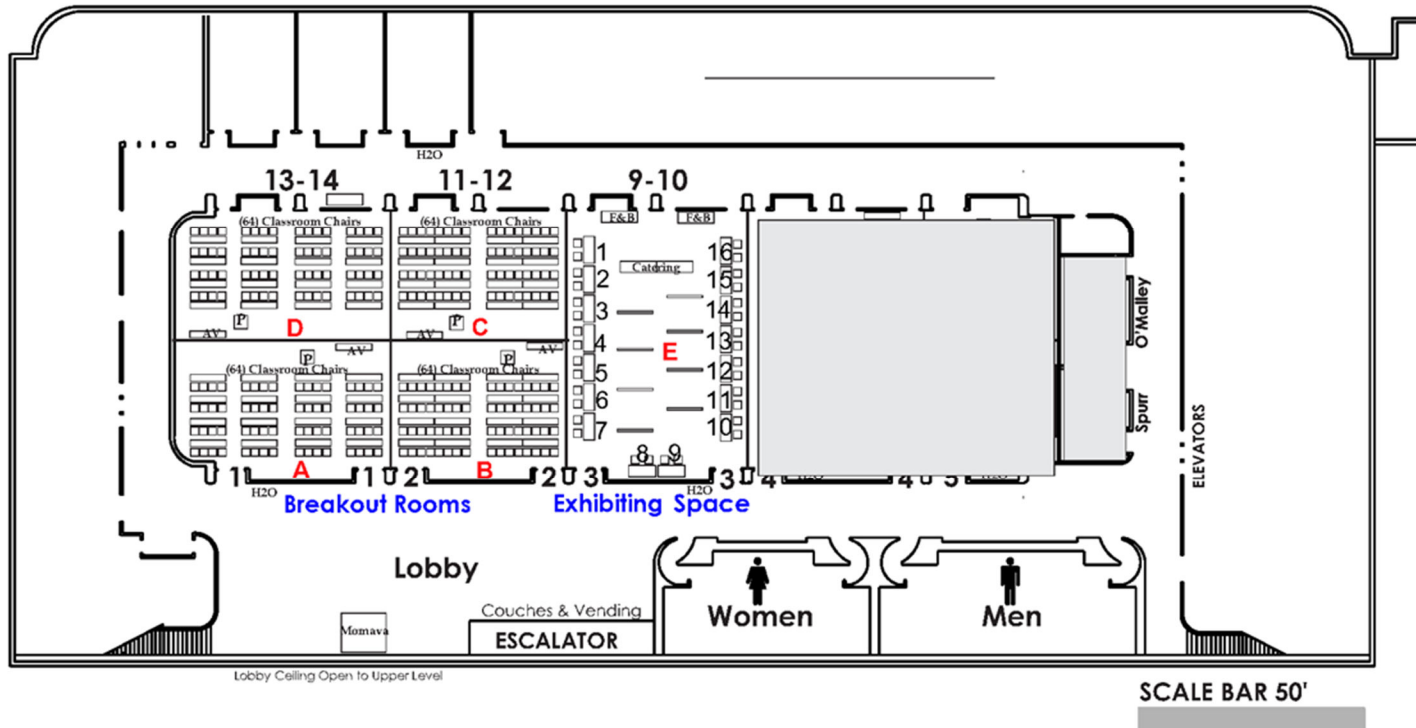 H2O
13-14 11-12 9-10
(64) Classroom Chairs (64) Classroom Chairs F&B F&B
1 16
Catering
2 15
3 14
P P
D C
AV AV
4 13
E
AV AV
P P
5 12
(64) Classroom Chairs (64) Classroom Chairs
6 11
7 10
8 9
A B
1 1 2 2 3 3 4 4 5
H2O H2O H2O H2O
Breakout Rooms Exhibiting Space
O'Malley
Spurr
ELEVATORS
Lobby
Couches & Vending
Women Men
Momava
ESCALATOR
Lobby Ceiling Open to Upper Level
SCALE BAR 50'